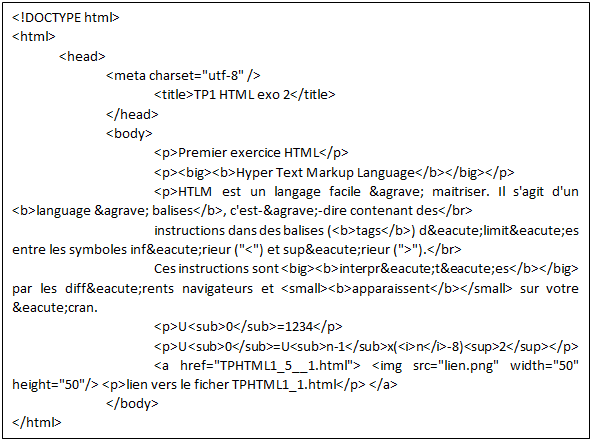 <!DOCTYPE html>
<html>
<head>
<meta charset="utf-8" />
<title>TP1 HTML exo 2</title>
</head>
<body>
<p>Premier exercice HTML</p>
<p><big><b>Hyper Text Markup Language</b></big></p>
<p>HTLM est un langage facile &agrave; maitriser. Il s'agit d'un
<b>language &agrave; balises</b>, c'est-&agrave;-dire contenant des</br>
instructions dans des balises (<b>tags</b>) d&eacute;limit&eacute;es
entre les symboles inf&eacute;rieur ("<") et sup&eacute;rieur (">").</br>
Ces instructions sont<big><b>interpr&eacute;t&eacute;es</b></big>
par les diff&eacute;rents navigateurs et <small><b>apparaissent</b></small> sur votre
&eacute;cran.
<p>U<sub>0</sub>=1234</p>
<p>U<sub>0</sub>=U<sub>n-1</sub>x(<i>n</i>-8)<sup>2</sup></p>
<a href="TPHTML1_5__1.html"> <img src="lien.png" width="50"
height="50"/> <p>lien vers le ficher TPHTML1_1.html</p> </a>
</body>
</html>